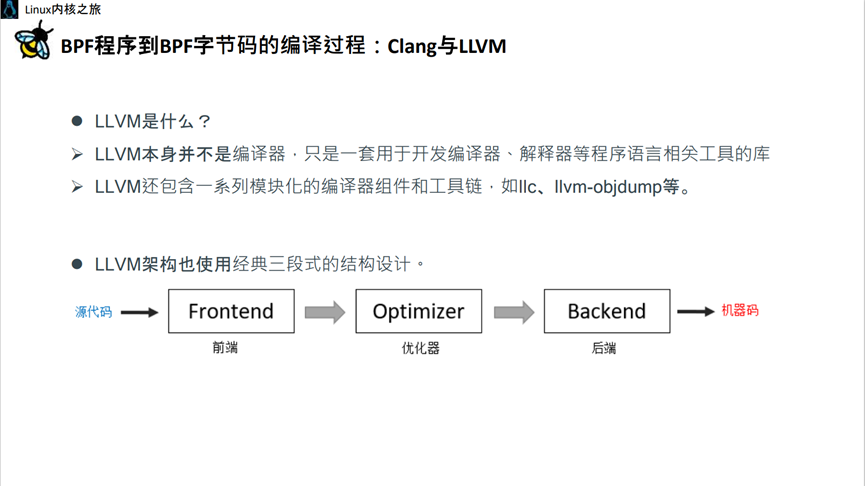 Linux内核之旅
BPF程序到BPF字节码的编译过程：Clang与LLVM
LLVM是什么？
LLVM本身并不是编译器，只是一套用于开发编译器、解释器等程序语言相关工具的库
LLVM还包含一系列模块化的编译器组件和工具链，如llc、llvm-objdump等。
LLVM架构也使用经典三段式的结构设计。
源代码 Frontend Optimizer Backend 机器码
前端 优化器 后端